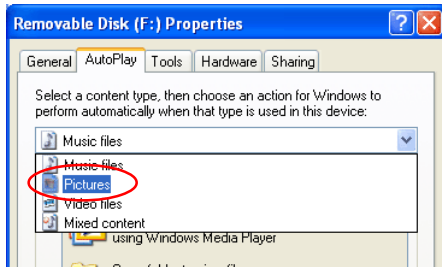 Removable Disk (F:) Properties
General AutoPlay Tools Hardware Sharing
Select a content type, then choose an action for Windows to
perform automatically when that type is used in this device:
Music files
Music files
Pictures
Video files
Mixed content
using Windows Media Player